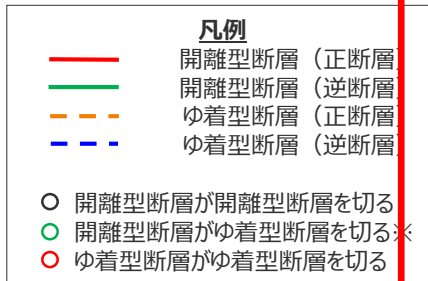 凡例
開離型断層（正断層
開離型断層（逆断層
ゆ着型断層（正断層
ゆ着型断層（逆断層
開離型断層が開離型断層を切る
開離型断層がゆ着型断層を切る※
ゆ着型断層がゆ着型断層を切る